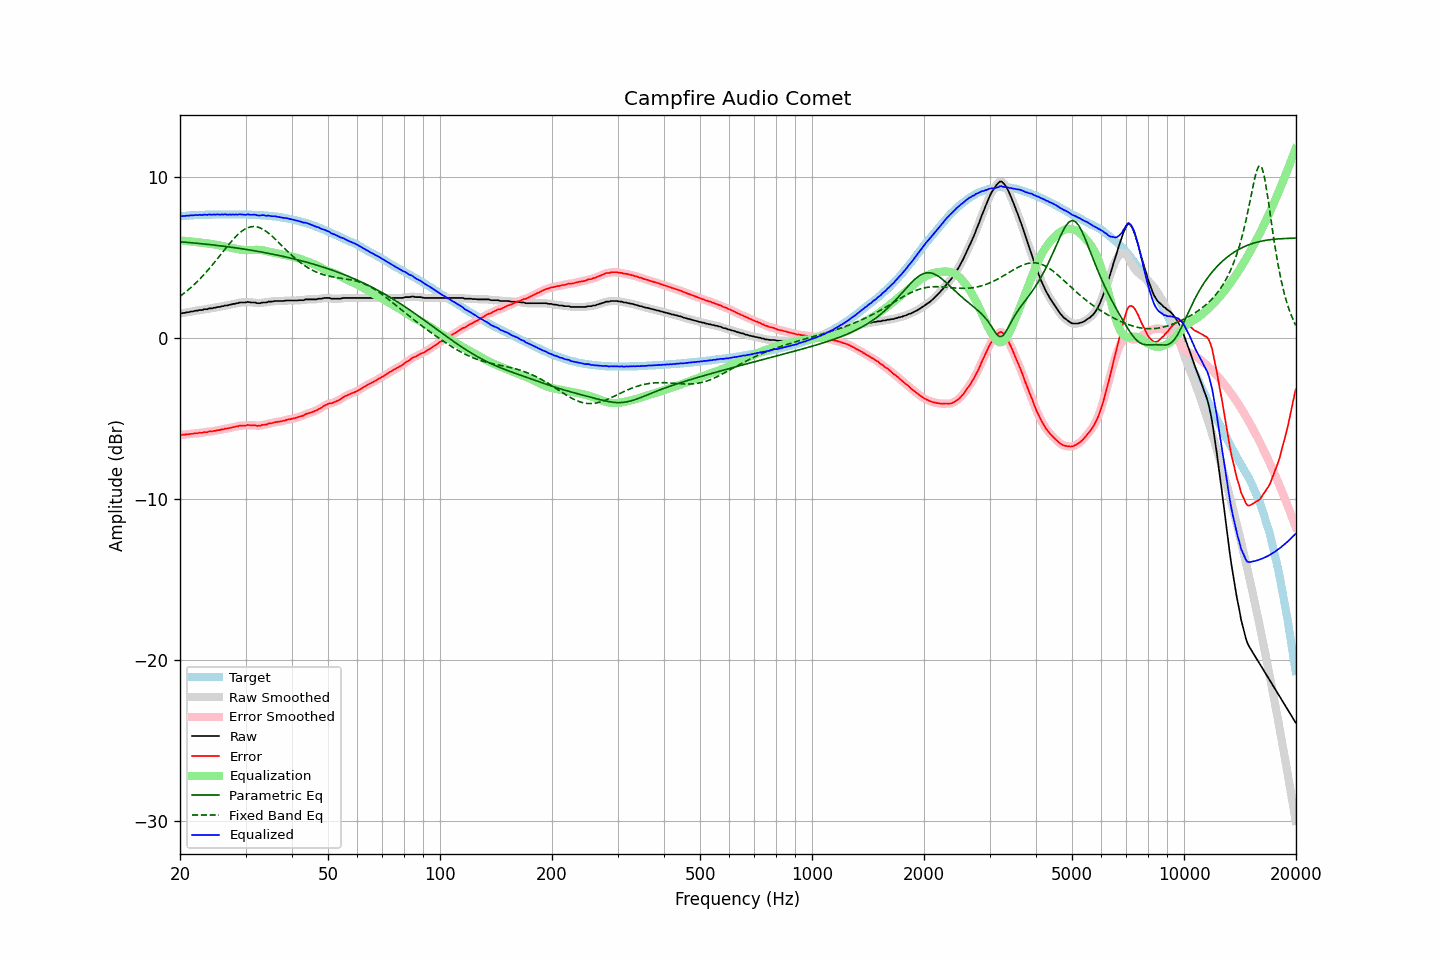 Campfire Audio Comet
10
0
−10
−20
−30
Amplitude (dBr)
Target
Raw Smoothed
Error Smoothed
Raw
Error
Equalization
Parametric Eq
Fixed Band Eq
Equalized
20 50 100 200 500 1000 2000 5000 10000 20000
Frequency (Hz)